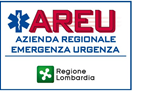 AREU
AZIENDA REGIONALE
EMERGENZA URGENZA
Regione
Lombardia